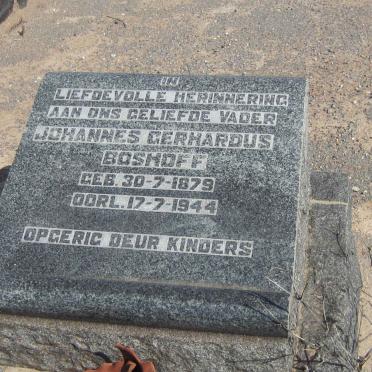 IN
LIEFDEVOLLE HERINNERING
AAN ONS GELIEFDE VADER
JOHANNES GERHARDUS
BOSHOFF
GEB. 30-7-1879
OORL. 17-7-1944
OPGERIG DEUR KINDERS